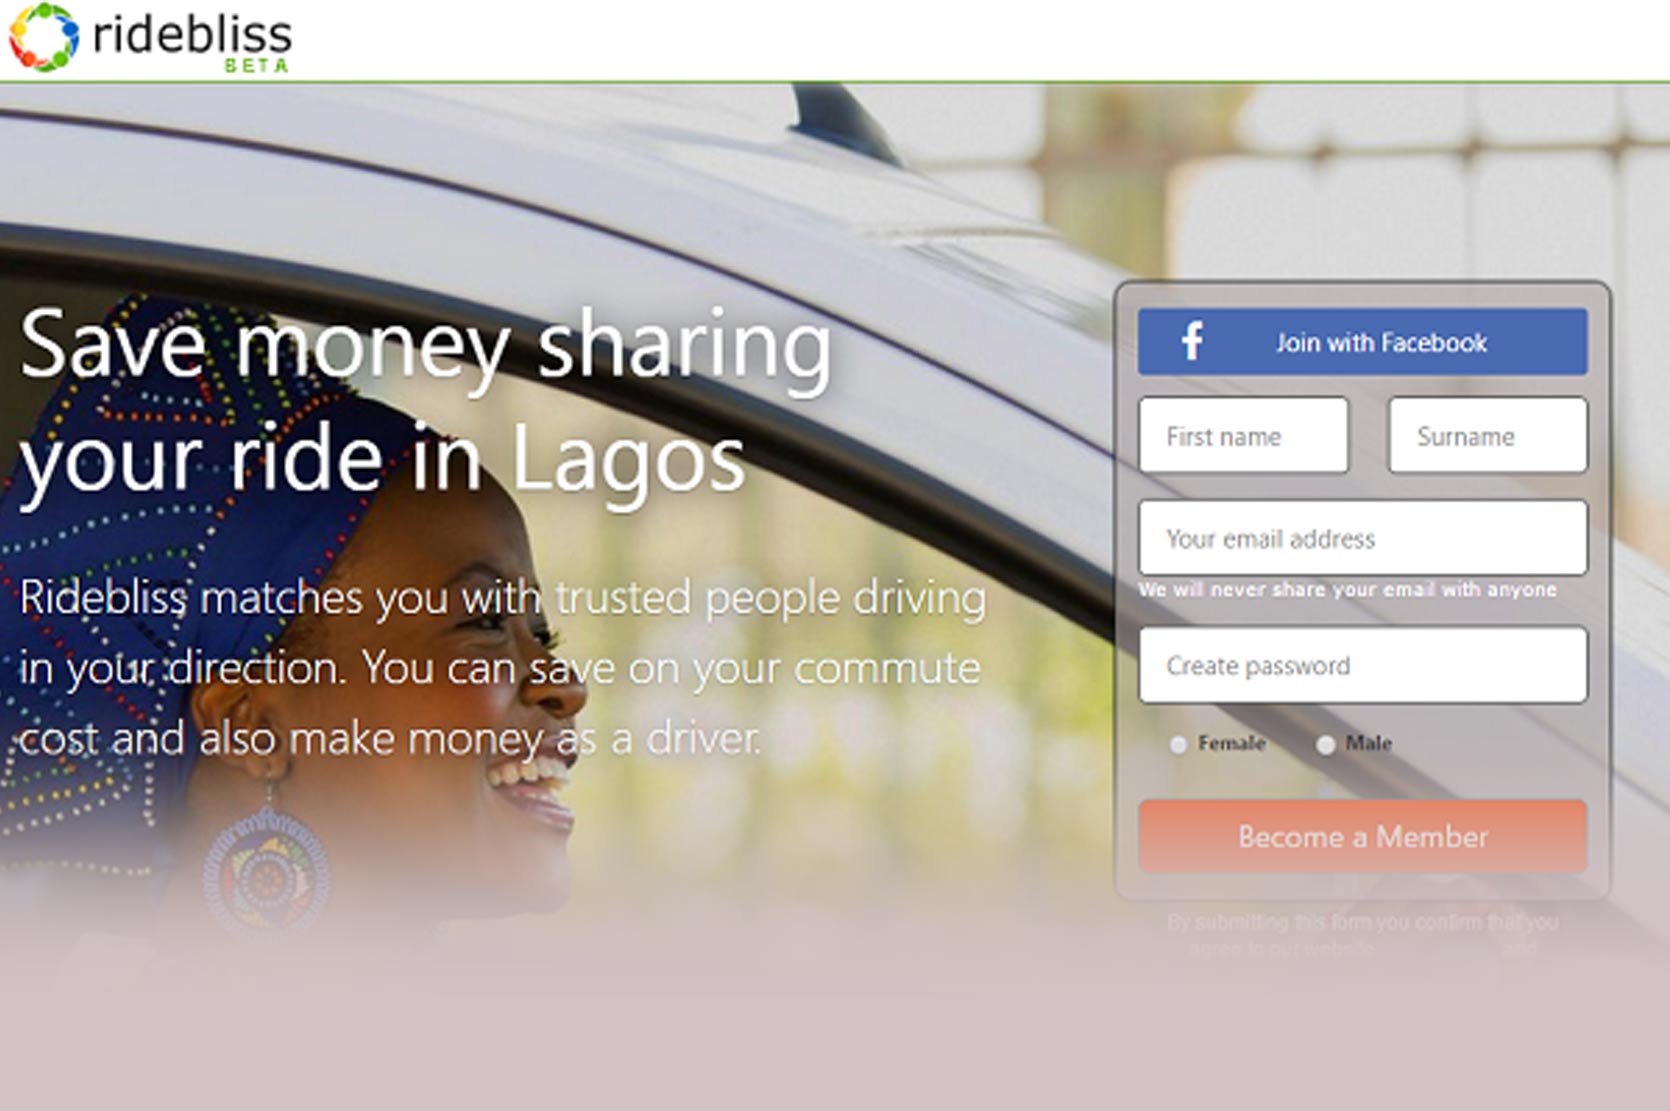 ridebliss
BETA
Save money sharing
your ride in Lagos
Ridebliss matches you with trusted people driving
in your direction. You can save on your commute
cost and also make money as a driver.
Join with Facebook
First name Surname
Your email address
We will never share your email with anyone
Create password
Female Male
Become a Member
By submitting this form you confirm that you
agree to our website and